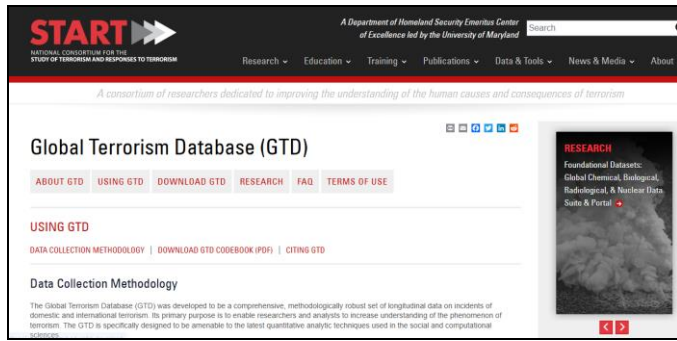 START
NATIONAL CONSORTIUM FOR THE
STUDY OF TERRORISM AND RESPONSES TO TERRORISM
A Department of Homeland Security Emeritus Center
of Excellence led by the University of Maryland
Search
Research
Education
Training
Publications
Data & Tools
News & Media
About
A consortium of researchers dedicated to improving the understanding of the human causes and consequences of terrorism
Global Terrorism Database (GTD)
ABOUT GTD
USING GTD
DOWNLOAD GTD
RESEARCH
FAQ
TERMS OF USE
USING GTD
DATA COLLECTION METHODOLOGY | DOWNLOAD GTD CODEBOOK (PDF) | CITING GTD
Data Collection Methodology
The Global Terrorism Database (GTD) was developed to be a comprehensive, methodologically robust set of longitudinal data on incidents of
domestic and international terrorism. Its primary purpose is to enable researchers and analysts to increase understanding of the phenomenon of
terrorism. The GTD is specifically designed to be amenable to the latest quantitative analytic techniques used in the social and computational
sciences.
RESEARCH
Foundational Datasets:
Global Chemical, Biological,
Radiological, & Nuclear Data
Suite & Portal